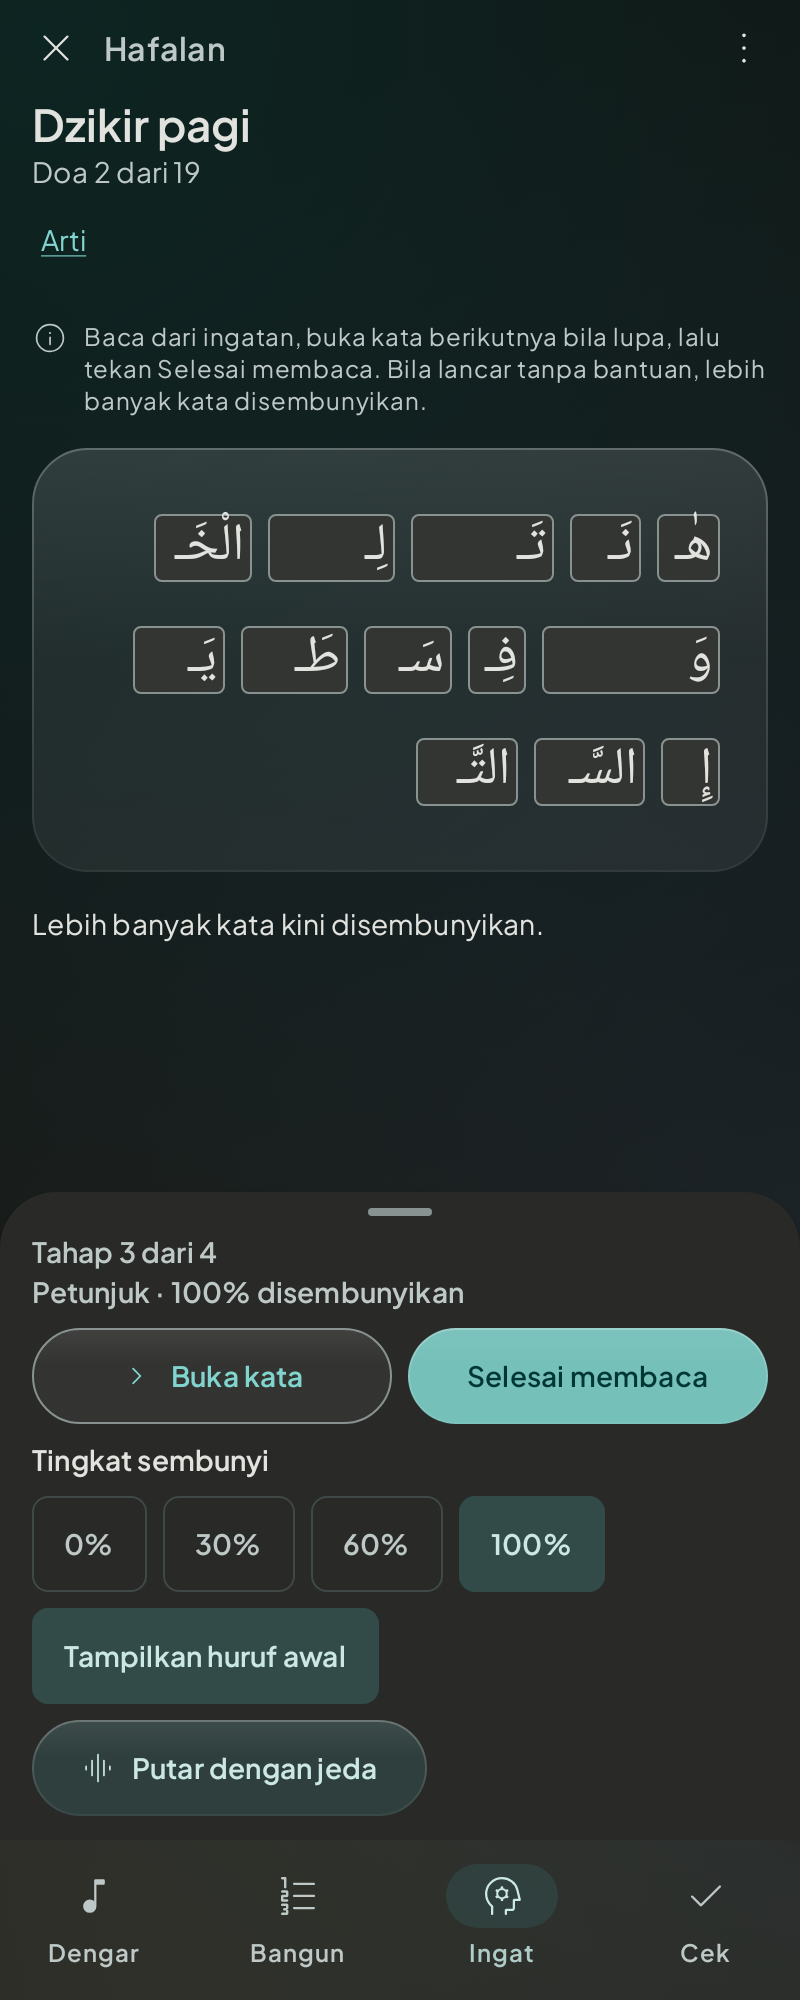 Hafalan
Dzikir pagi
Doa 2 dari 19
Arti
Baca dari ingatan, buka kata berikutnya bila lupa, lalu
tekan Selesai membaca. Bila lancar tanpa bantuan, lebih
banyak kata disembunyikan.
هٰـ نَـ تَـ لِـ الْخَـ
وَ فِـ سَـ طَـ يَـ
إِ السَّـ التَّـ
Lebih banyak kata kini disembunyikan.
Tahap 3 dari 4
Petunjuk · 100% disembunyikan
Buka kata
Selesai membaca
Tingkat sembunyi
0% 30% 60% 100%
Tampilkan huruf awal
Putar dengan jeda
Dengar Bangun Ingat Cek